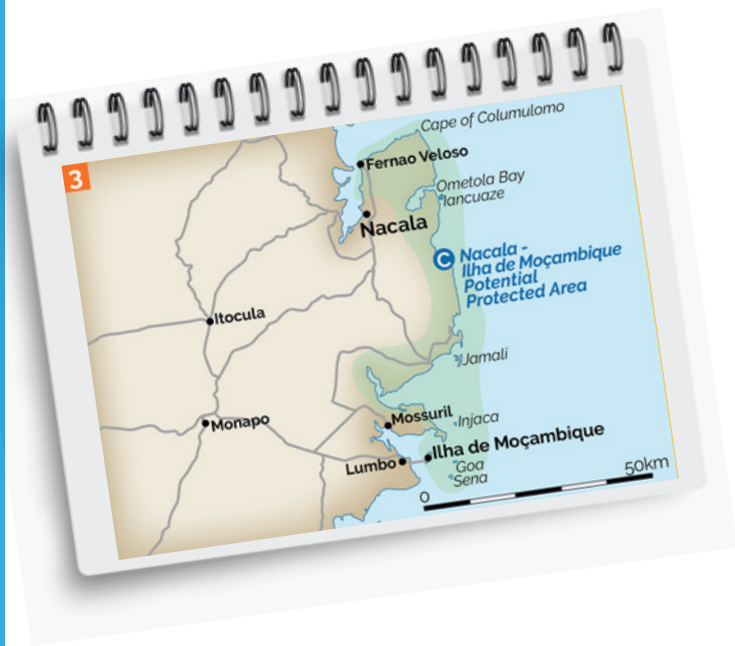 3
Cape of Columulomo
Fernao Veloso
Ometola Bay
Iancuaze
Nacala
C
Nacala -
Ilha de Moçambique
Potential
Protected Area
Itocula
Jamali
Mossuril
Injaca
Monapo
Ilha de Moçambique
Lumbo
Goa
Sena
0
50km